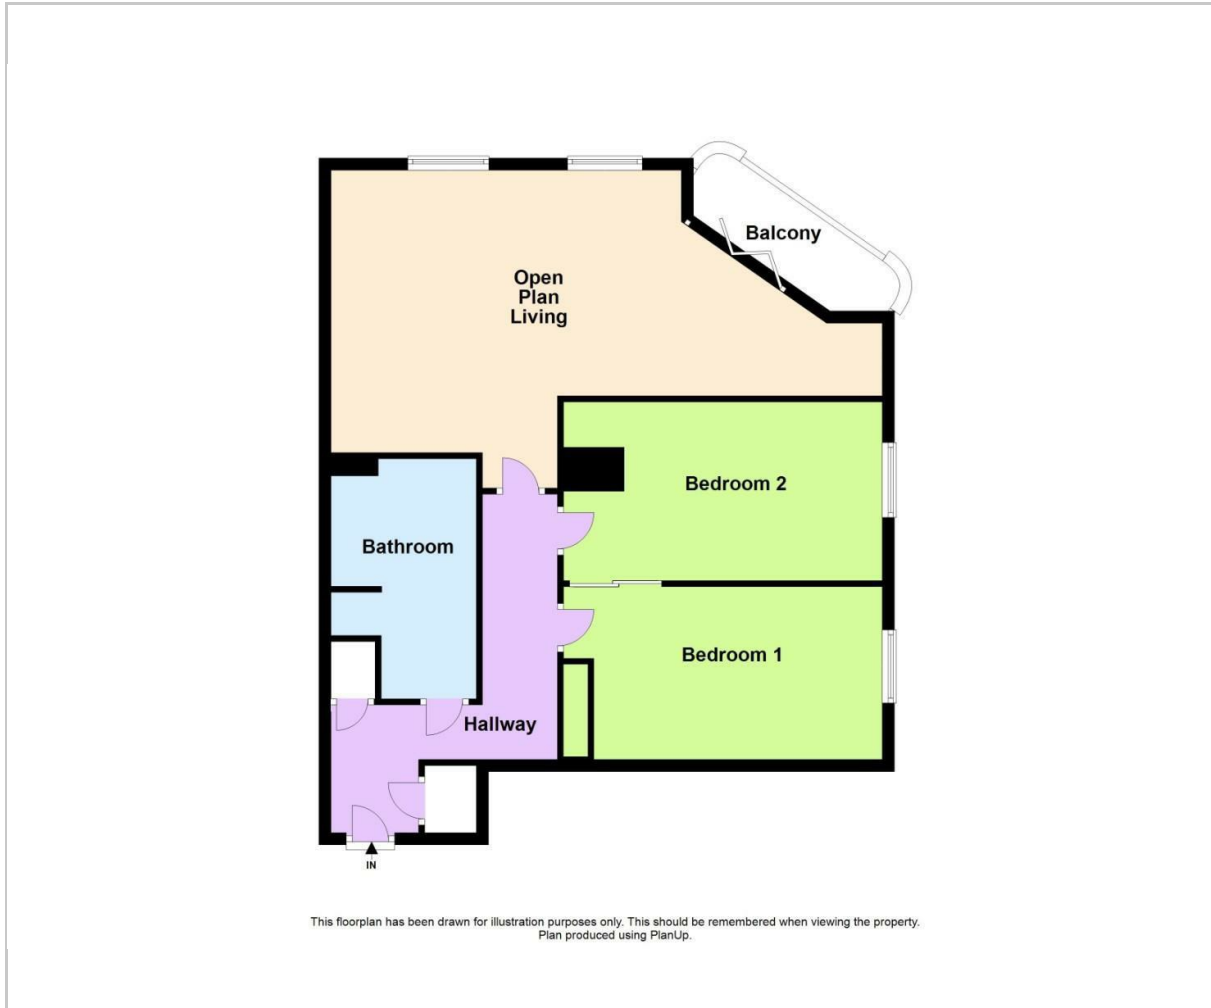 Balcony
Open
Plan
Living
Bedroom 2
Bathroom
Bedroom 1
Hallway
IN
This floorplan has been drawn for illustration purposes only. This should be remembered when viewing the property.
Plan produced using PlanUp.